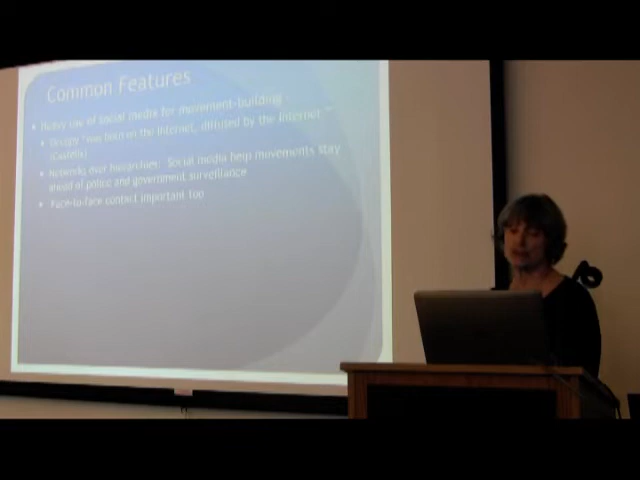 Common Features
Heavy use of social media for movement-building
Occupy "was born on the Internet, diffused by the Internet"
(Castells)
Networks over hierarchies: Social media help movements stay
ahead of police and government surveillance
Face-to-face contact important too